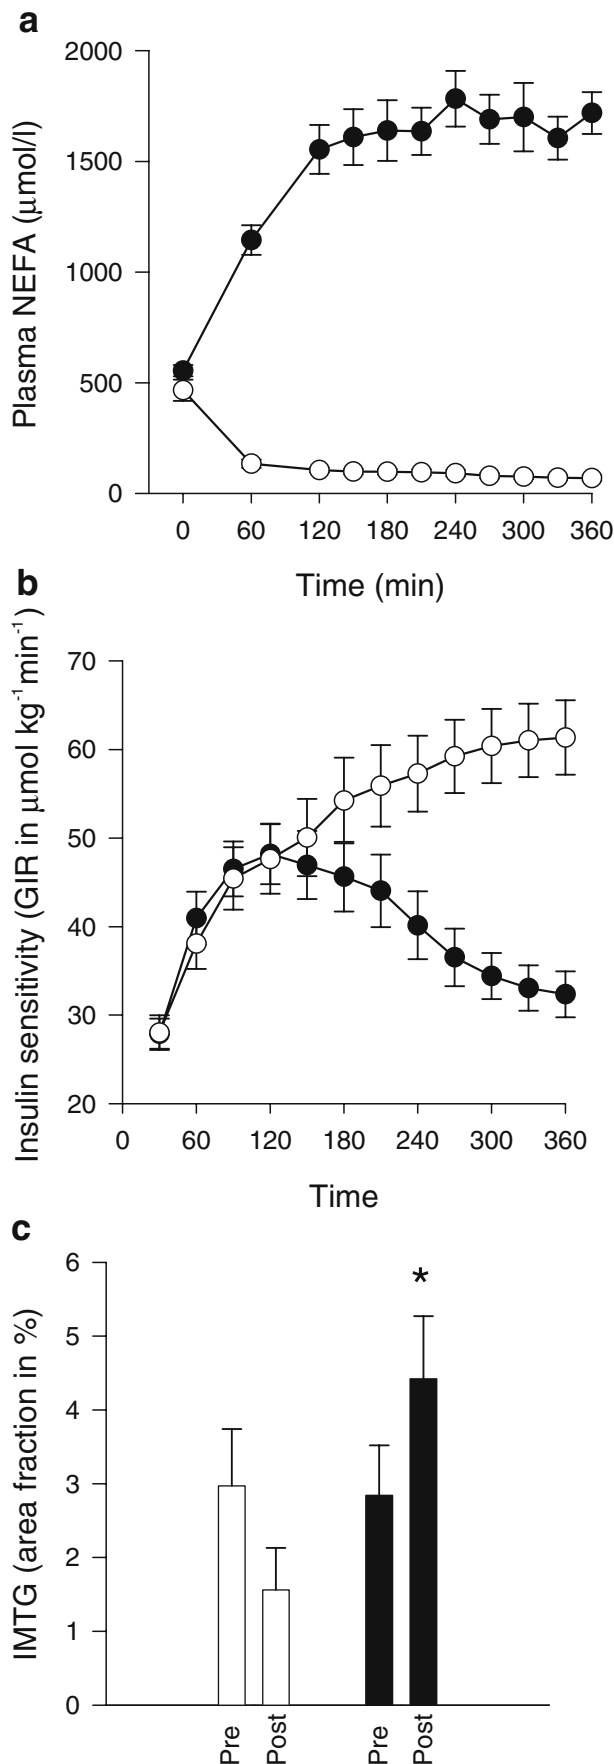 a
Plasma NEFA (μmol/l)
2000
1500
1000
500
0
0 60 120 180 240 300 360
Time (min)
b
Insulin sensitivity (GIR in μmol kg⁻¹min⁻¹)
70
60
50
40
30
20
0 60 120 180 240 300 360
Time
c
IMTG (area fraction in %)
6
5
4
3
2
1
0
*
Pre Post Pre Post